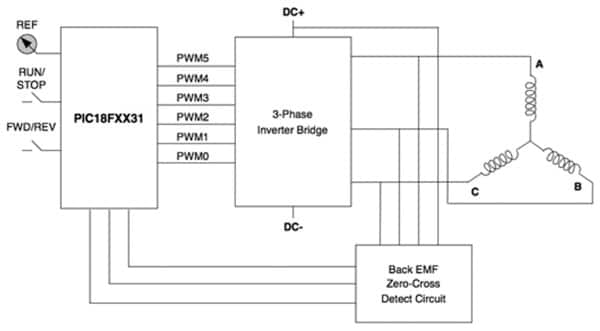 DC+
REF
RUN/
STOP
FWD/REV
PIC18FXX31
PWM5
PWM4
PWM3
PWM2
PWM1
PWM0
3-Phase
Inverter Bridge
A
B
C
DC-
Back EMF
Zero-Cross
Detect Circuit